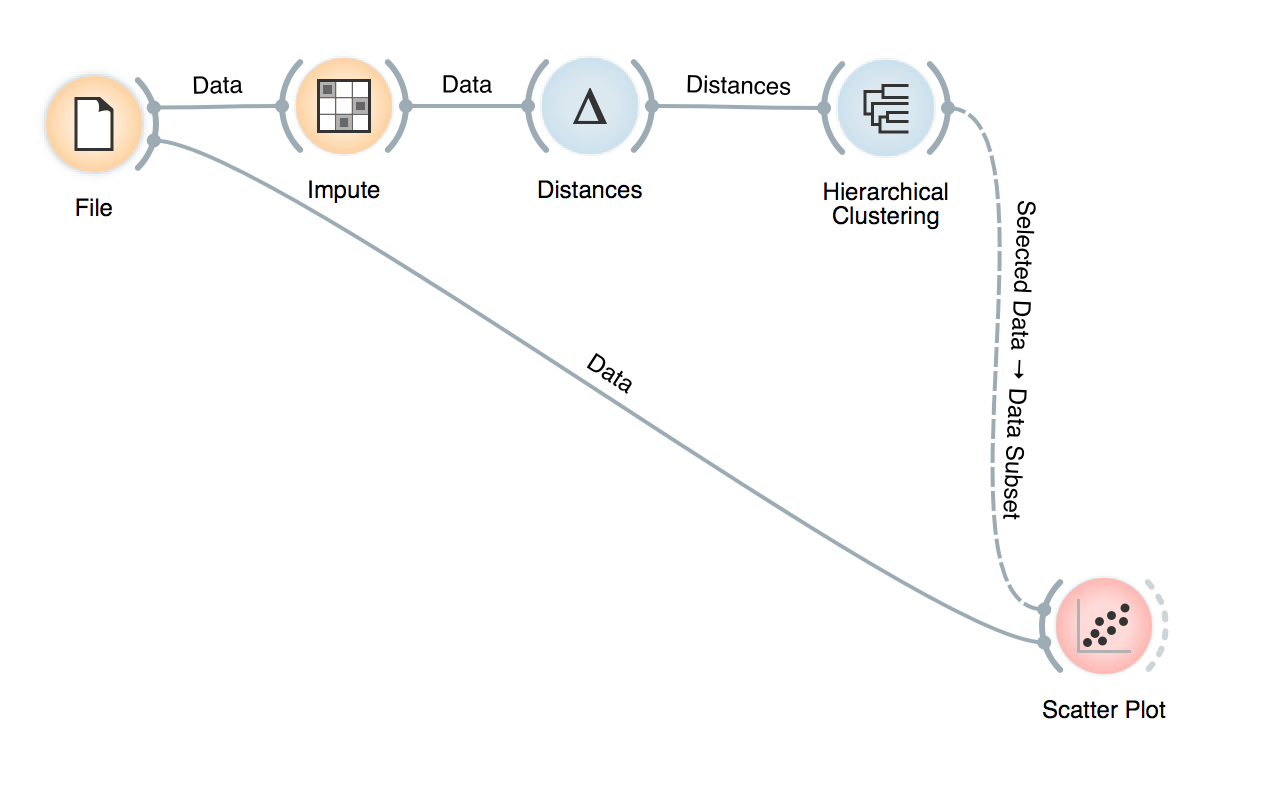 Data
Data
Distances
File
Impute
Distances
Hierarchical
Clustering
Selected Data → Data Subset
Data
Scatter Plot